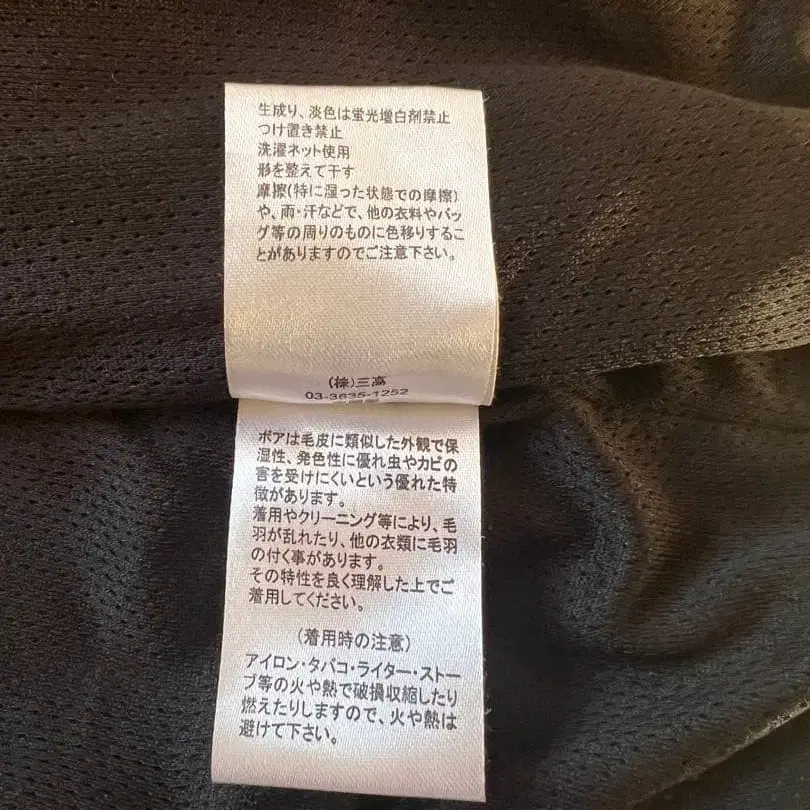 生成り、淡色は蛍光増白剤禁止
つけ置き禁止
洗濯ネット使用
形を整えて干す
摩擦(特に湿った状態での摩擦)
や、雨・汗などで、他の衣料やバッ
グ等の周りのものに色移りするこ
とがありますのでご注意下さい。
(株)三高
03-3635-1252
ボアは毛皮に類似した外観で保
湿性、発色性に優れ虫やカビの
害を受けにくいという優れた特
徴があります。
着用やクリーニング等により、毛
羽が乱れたり、他の衣類に毛羽
の付く事があります。
その特性を良く理解した上でご
着用してください。
(着用時の注意)
アイロン・タバコ・ライター・ストー
ブ等の火や熱で破損収縮したり
燃えたりしますので、火や熱は
避けて下さい。